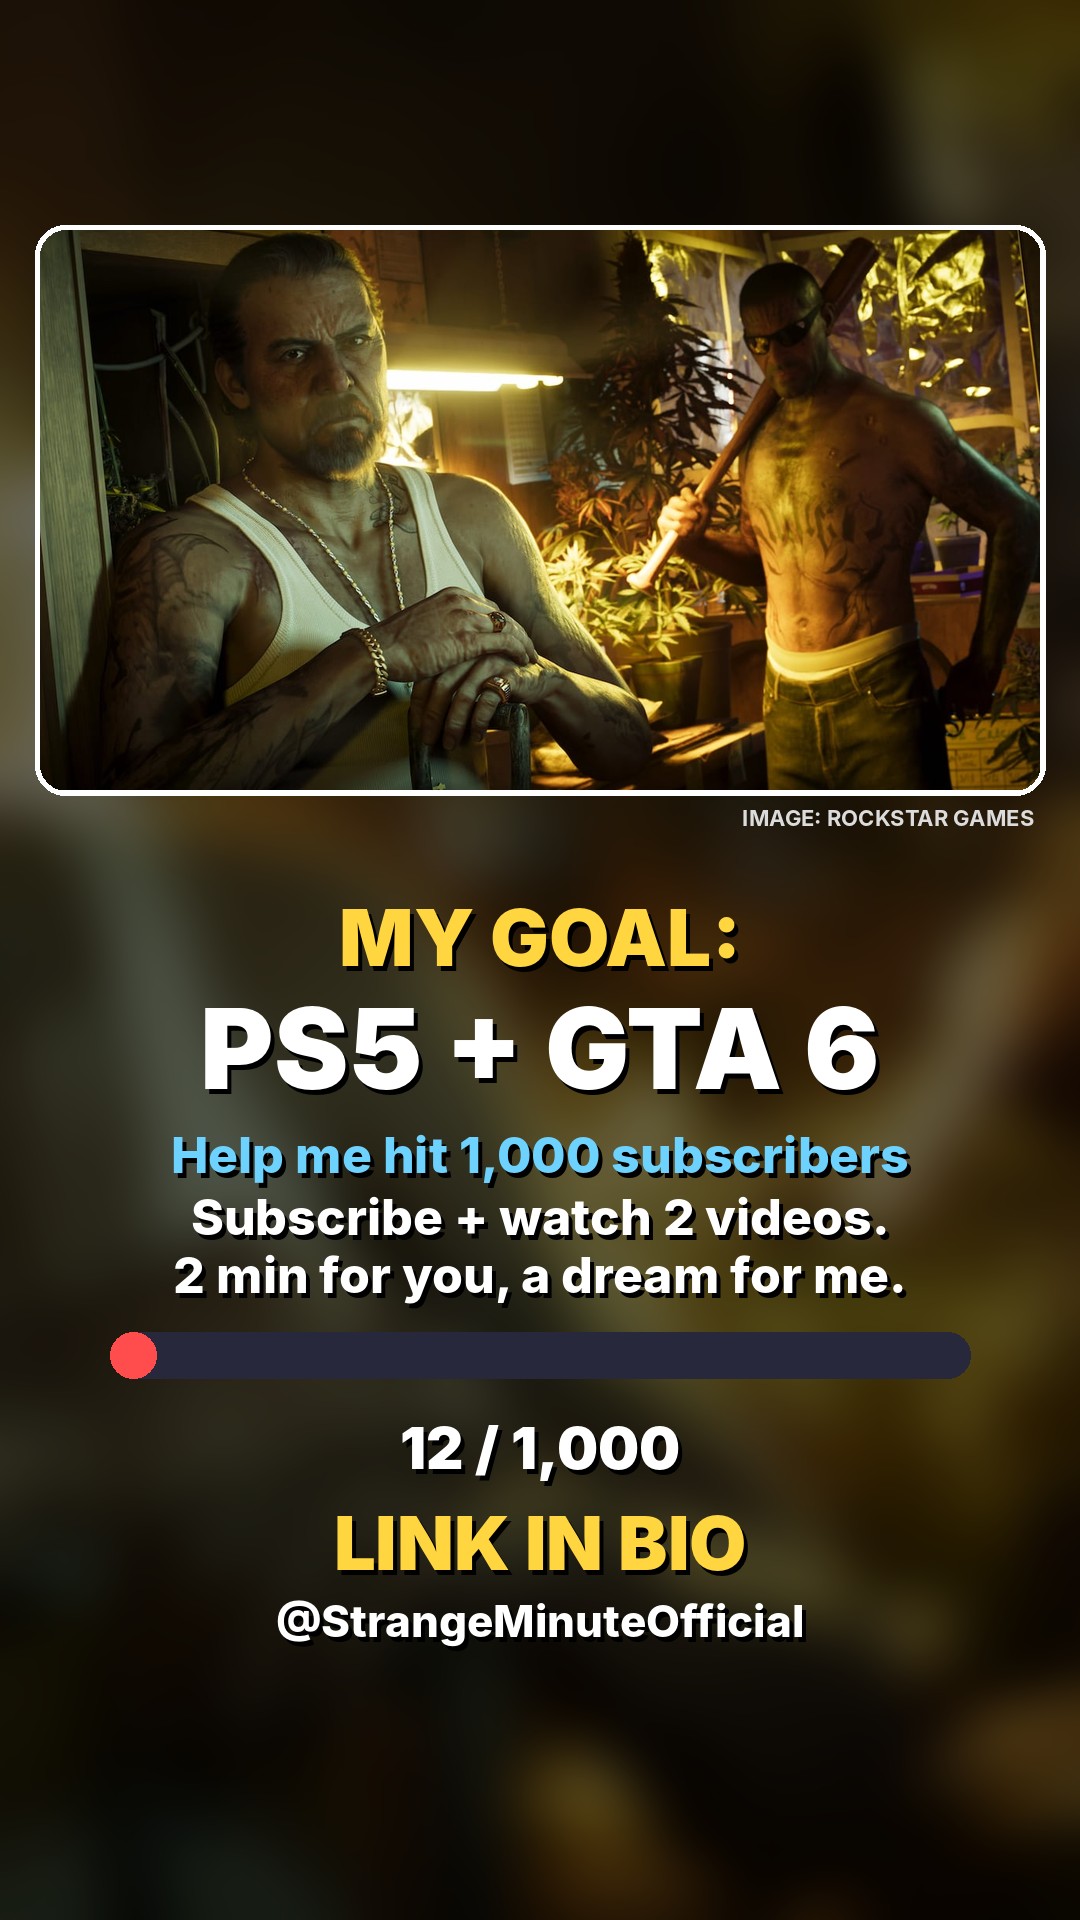 IMAGE: ROCKSTAR GAMES
MY GOAL:
PS5 + GTA 6
Help me hit 1,000 subscribers
Subscribe + watch 2 videos.
2 min for you, a dream for me.
12 / 1,000
LINK IN BIO
@StrangeMinuteOfficial